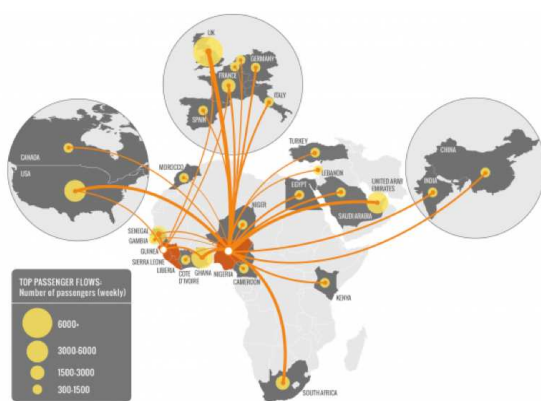 UK
GERMANY
FRANCE
ITALY
SPAIN
CANADA
USA
MOROCCO
TURKEY
LEBANON
EGYPT
UNITED ARAB
EMIRATES
SAUDI ARABIA
CHINA
INDIA
NIGER
SENEGAL
GAMBIA
GUINEA
SIERRA LEONE
LIBERIA
COTE
D'IVOIRE
GHANA
NIGERIA
CAMEROON
KENYA
SOUTH AFRICA
TOP PASSENGER FLOWS:
Number of passengers (weekly)
6000+
3000-6000
1500-3000
300-1500